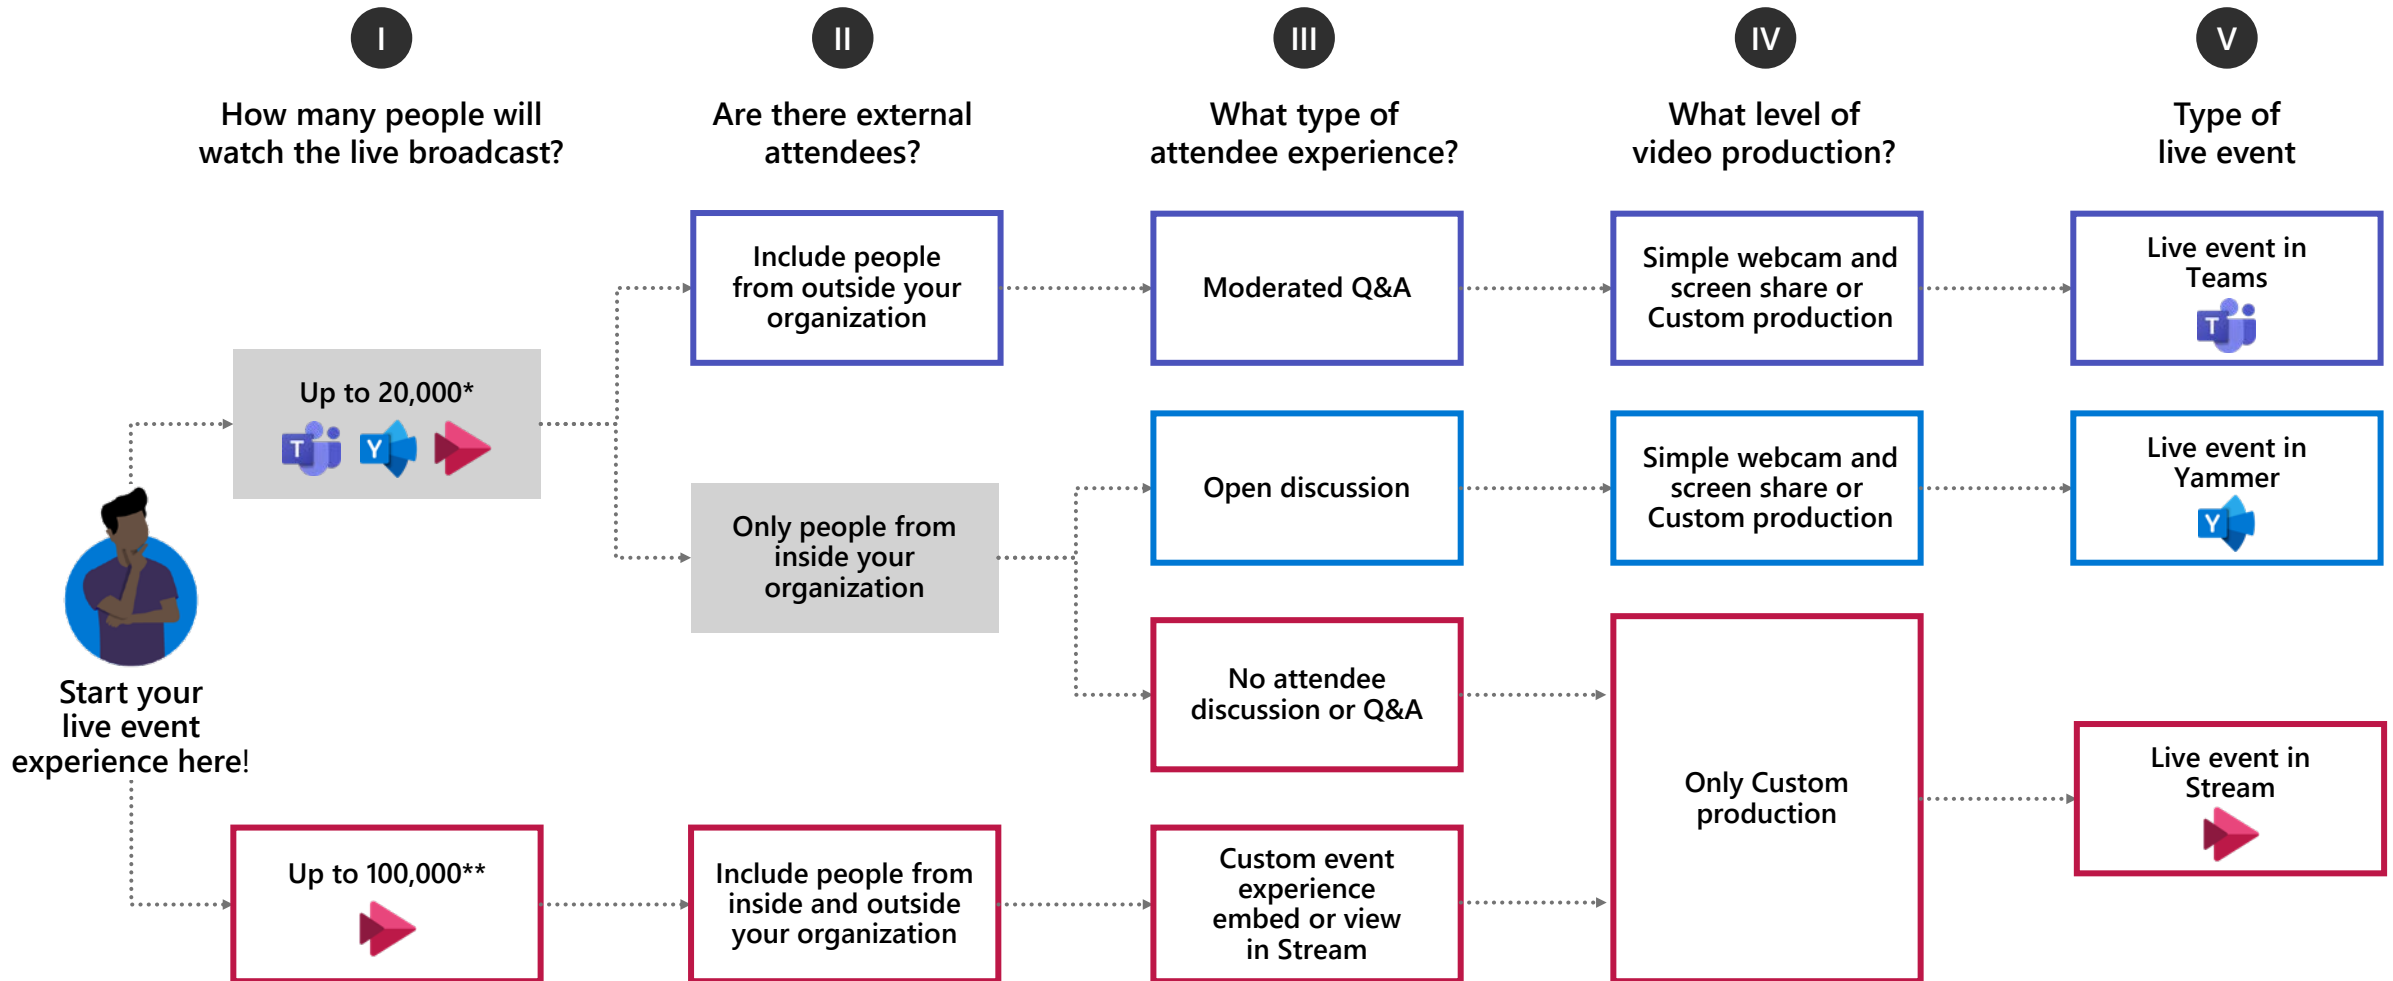 I
II
III
IV
V
How many people will
watch the live broadcast?
Are there external
attendees?
What type of
attendee experience?
What level of
video production?
Type of
live event
Include people
from outside your
organization
Moderated Q&A
Simple webcam and
screen share or
Custom production
Live event in
Teams
T
Up to 20,000*
T
Y
Only people from
inside your
organization
Open discussion
Simple webcam and
screen share or
Custom production
Live event in
Yammer
Y
Start your
live event
experience here!
No attendee
discussion or Q&A
Only Custom
production
Live event in
Stream
Up to 100,000**
Include people from
inside and outside
your organization
Custom event
experience
embed or view
in Stream